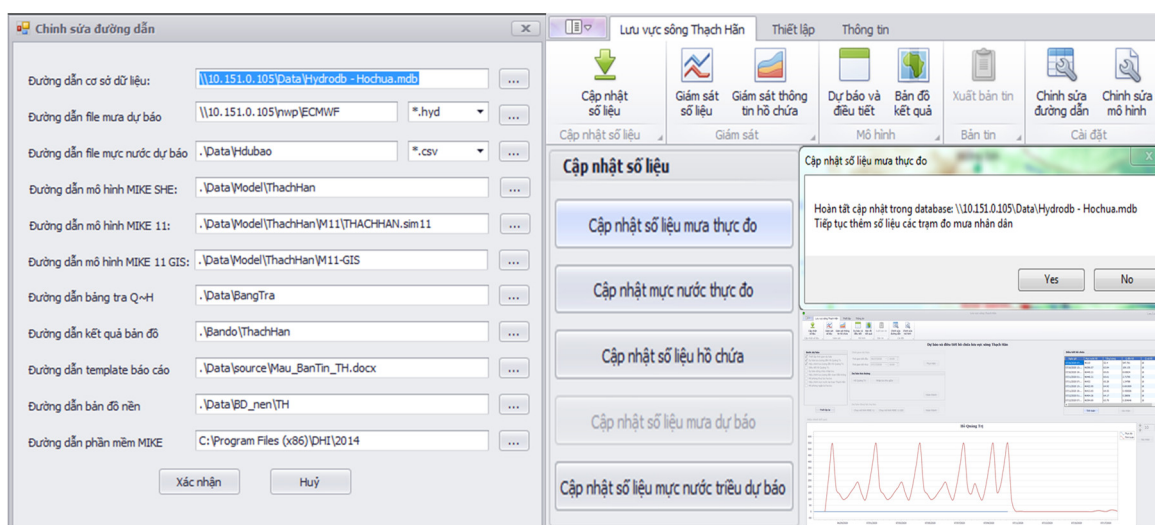 Chỉnh sửa đường dẫn
Đường dẫn cơ sở dữ liệu:
\\10.151.0.105\Data\Hydrodb - Hochua.mdb
...
Đường dẫn file mưa dự báo
\\10.151.0.105\nwp\ECMWF
*.hyd
...
Đường dẫn file mực nước dự báo
.\Data\Hdubao
*.csv
...
Đường dẫn mô hình MIKE SHE:
.\Data\Model\ThachHan
...
Đường dẫn mô hình MIKE 11:
.\Data\Model\ThachHan\M11\THACHHAN.sim11
...
Đường dẫn mô hình MIKE 11 GIS:
.\Data\Model\ThachHan\M11-GIS
...
Đường dẫn bảng tra Q~H
.\Data\BangTra
...
Đường dẫn kết quả bản đồ
.\Bando\ThachHan
...
Đường dẫn template báo cáo
.\Data\source\Mau_BanTin_TH.docx
...
Đường dẫn bản đồ nền
.\Data\BD_nen\TH
...
Đường dẫn phần mềm MIKE
C:\Program Files (x86)\DHI\2014
...
Xác nhận
Huỷ
Lưu vực sông Thạch Hãn
Thiết lập
Thông tin
Cập nhật
số liệu
Giám sát
số liệu
Giám sát thông
tin hồ chứa
Dự báo và
điều tiết
Bản đồ
kết quả
Xuất bản tin
Chỉnh sửa
đường dẫn
Chỉnh sửa
mô hình
Cập nhật số liệu
Giám sát
Mô hình
Bản tin
Cài đặt
Cập nhật số liệu
Cập nhật số liệu mưa thực đo
Cập nhật mực nước thực đo
Cập nhật số liệu hồ chứa
Cập nhật số liệu mưa dự báo
Cập nhật số liệu mực nước triều dự báo
Cập nhật số liệu mưa thực đo
X
Hoàn tất cập nhật trong database: \\10.151.0.105\Data\Hydrodb - Hochua.mdb
Tiếp tục thêm số liệu các trạm đo mưa nhân dân
Yes
No
Dự báo và điều tiết hồ chứa lưu vực sông Thạch Hãn